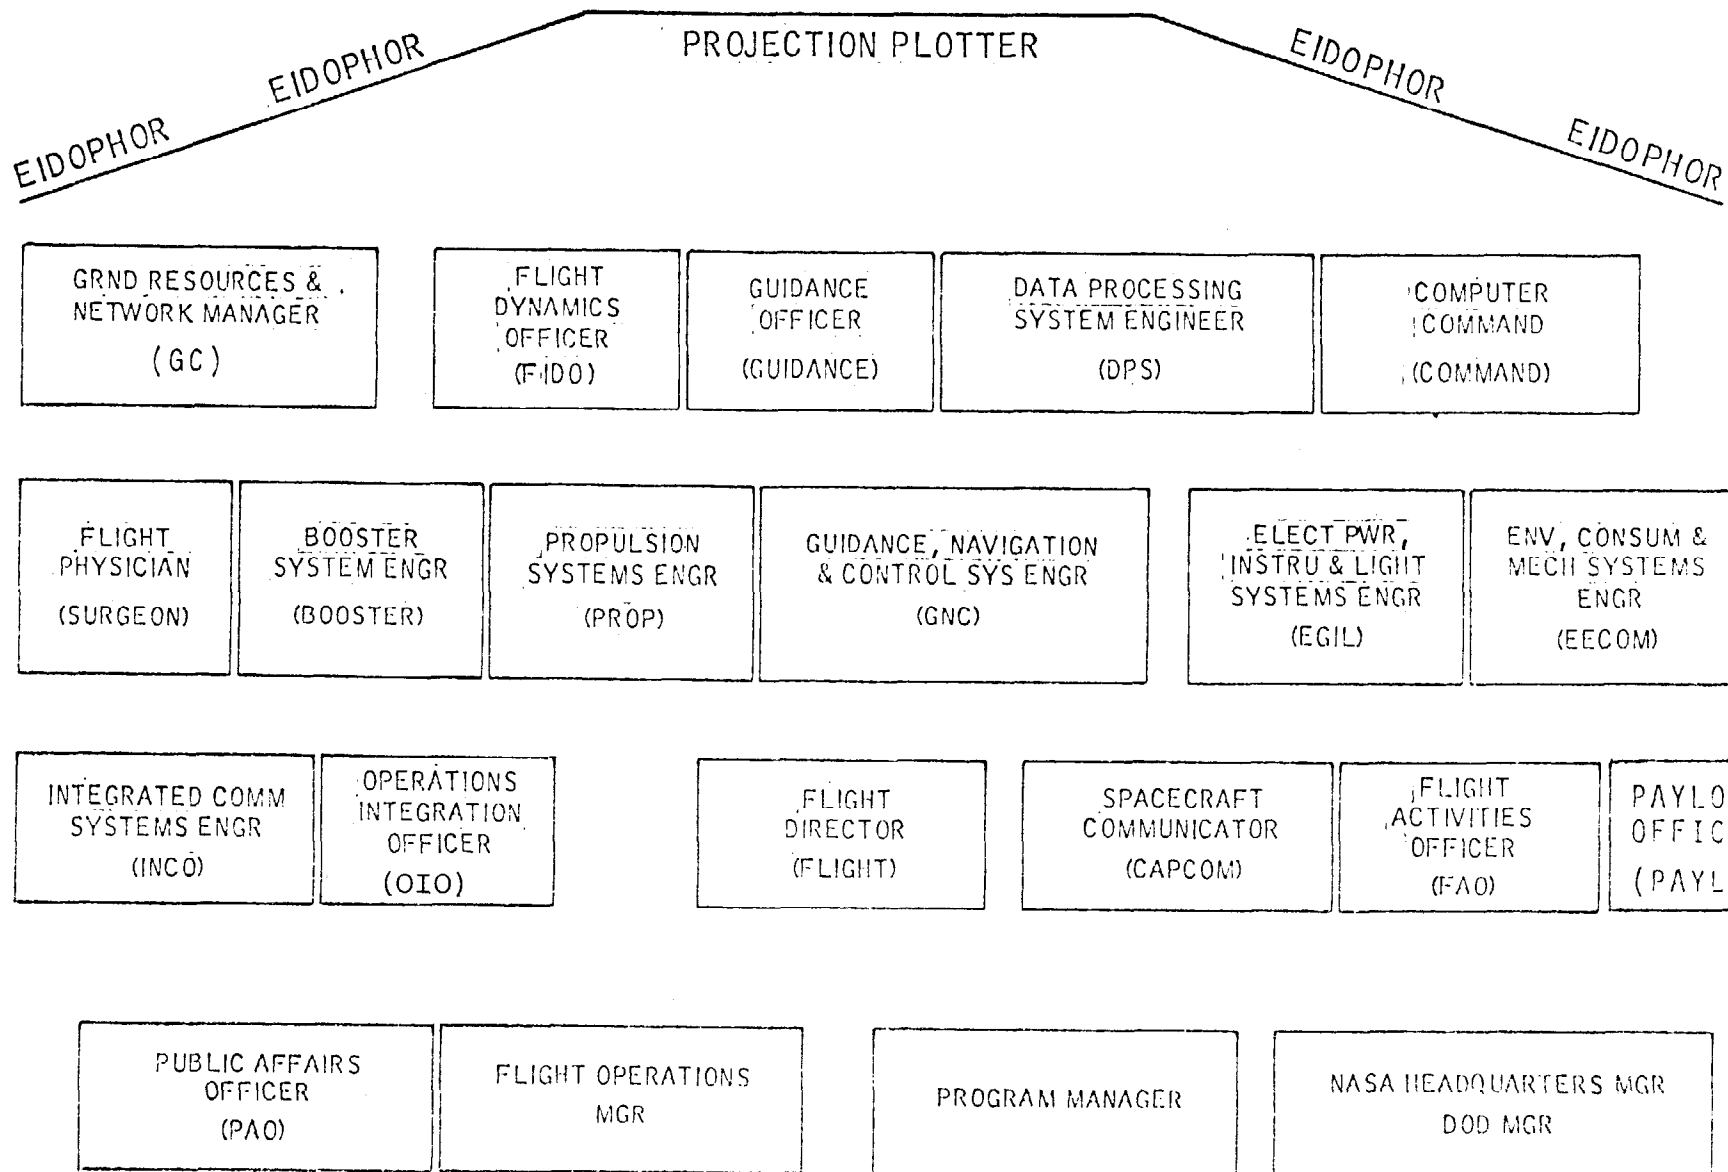 EIDOPHOR
EIDOPHOR
PROJECTION PLOTTER
EIDOPHOR
EIDOPHOR
GRND RESOURCES &
NETWORK MANAGER
(GC)
FLIGHT
DYNAMICS
OFFICER
(FIDO)
GUIDANCE
OFFICER
(GUIDANCE)
DATA PROCESSING
SYSTEM ENGINEER
(DPS)
COMPUTER
COMMAND
(COMMAND)
FLIGHT
PHYSICIAN
(SURGEON)
BOOSTER
SYSTEM ENGR
(BOOSTER)
PROPULSION
SYSTEMS ENGR
(PROP)
GUIDANCE, NAVIGATION
& CONTROL SYS ENGR
(GNC)
ELECT PWR,
INSTRU & LIGHT
SYSTEMS ENGR
(EGIL)
ENV, CONSUM &
MECH SYSTEMS
ENGR
(EECOM)
INTEGRATED COMM
SYSTEMS ENGR
(INCO)
OPERATIONS
INTEGRATION
OFFICER
(OIO)
FLIGHT
DIRECTOR
(FLIGHT)
SPACECRAFT
COMMUNICATOR
(CAPCOM)
FLIGHT
ACTIVITIES
OFFICER
(FAO)
PAYLO
OFFIC
(PAYL
PUBLIC AFFAIRS
OFFICER
(PAO)
FLIGHT OPERATIONS
MGR
PROGRAM MANAGER
NASA HEADQUARTERS MGR
DOD MGR